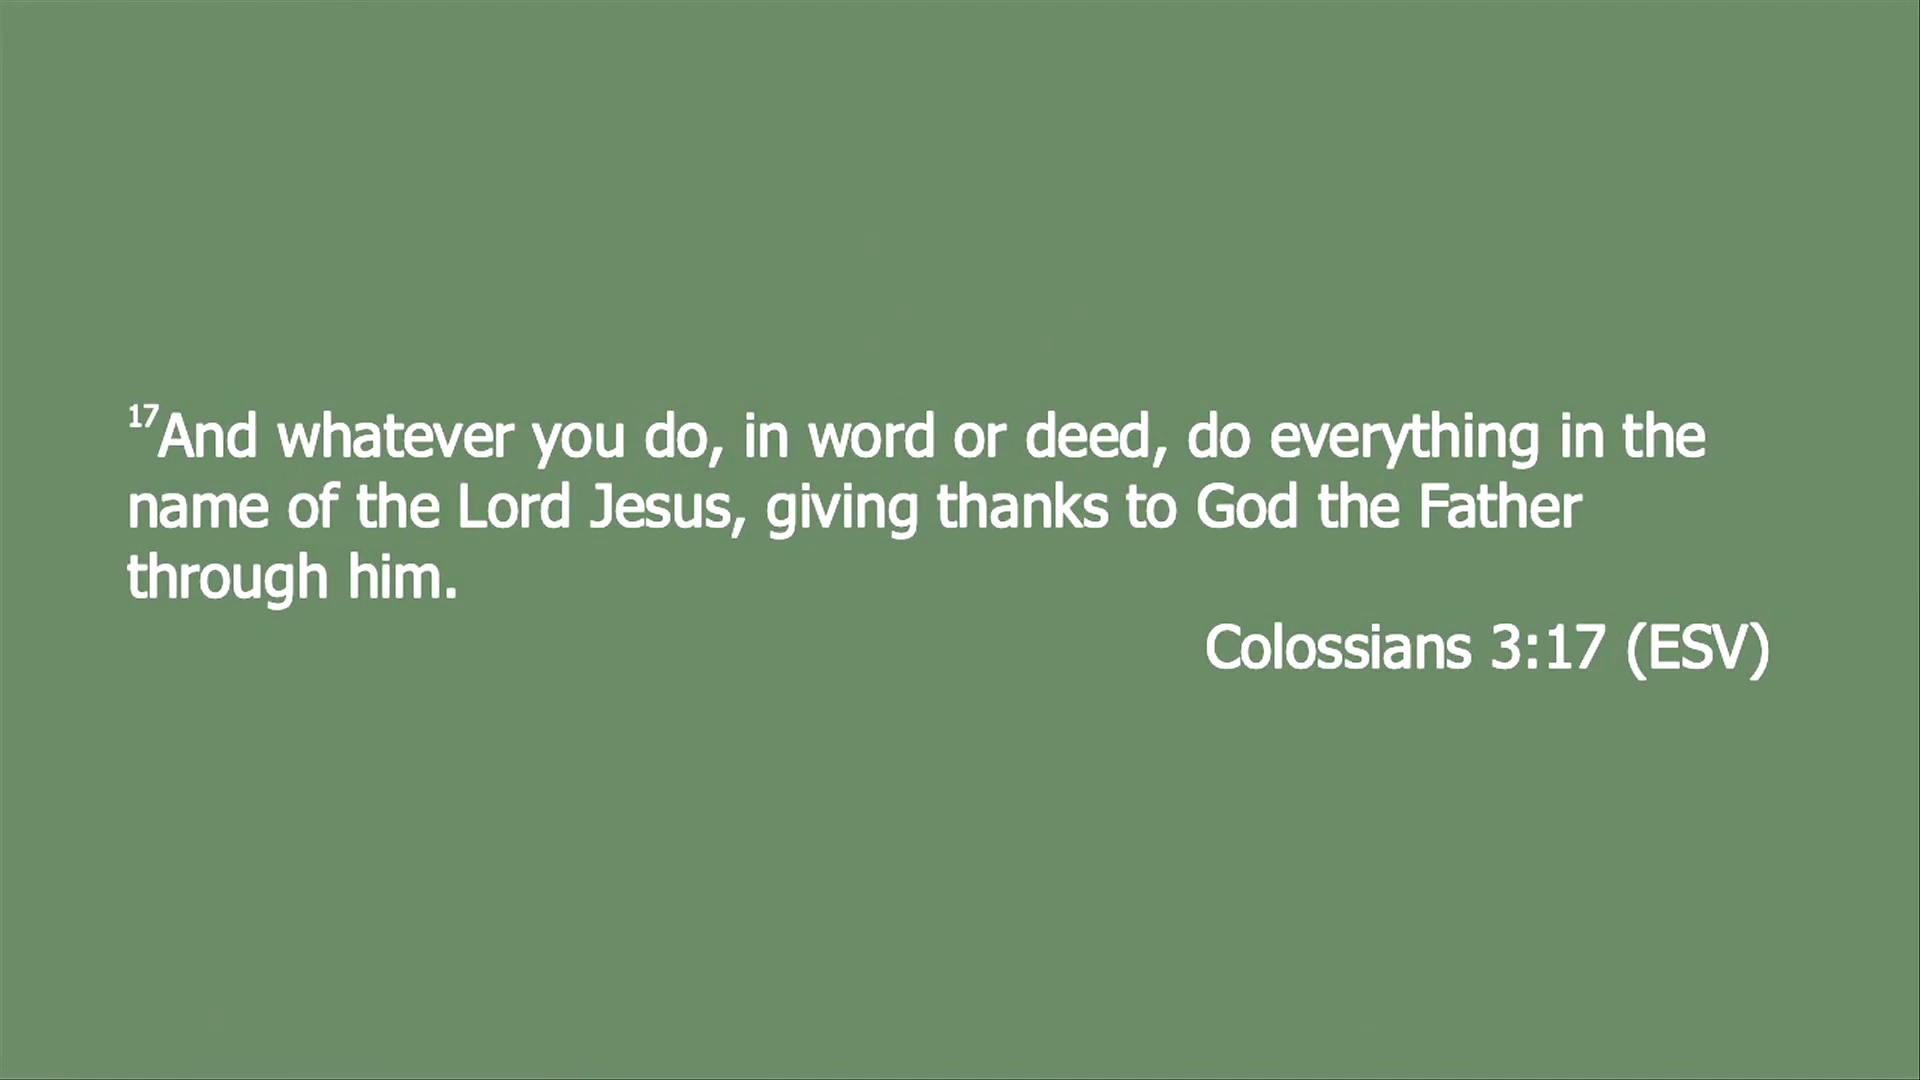 17And whatever you do, in word or deed, do everything in the
name of the Lord Jesus, giving thanks to God the Father
through him.
Colossians 3:17 (ESV)